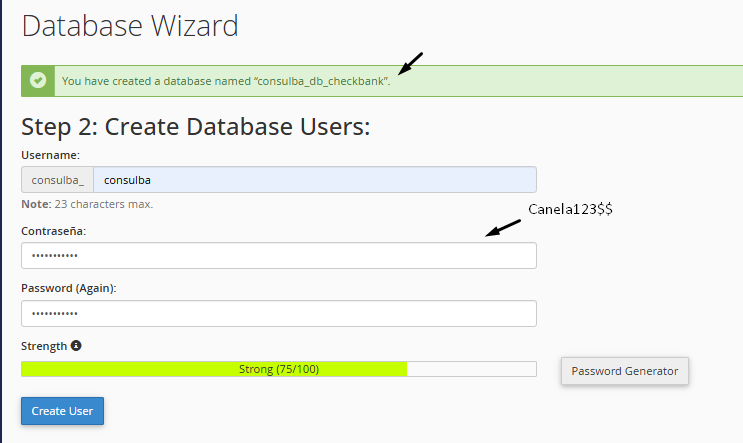 Database Wizard
You have created a database named “consulba_db_checkbank”.
Step 2: Create Database Users:
Username:
consulba_ consulba
Note: 23 characters max.
Canela123$$
Contraseña:
•••••••••••
Password (Again):
•••••••••••
Strength
Strong (75/100)
Password Generator
Create User